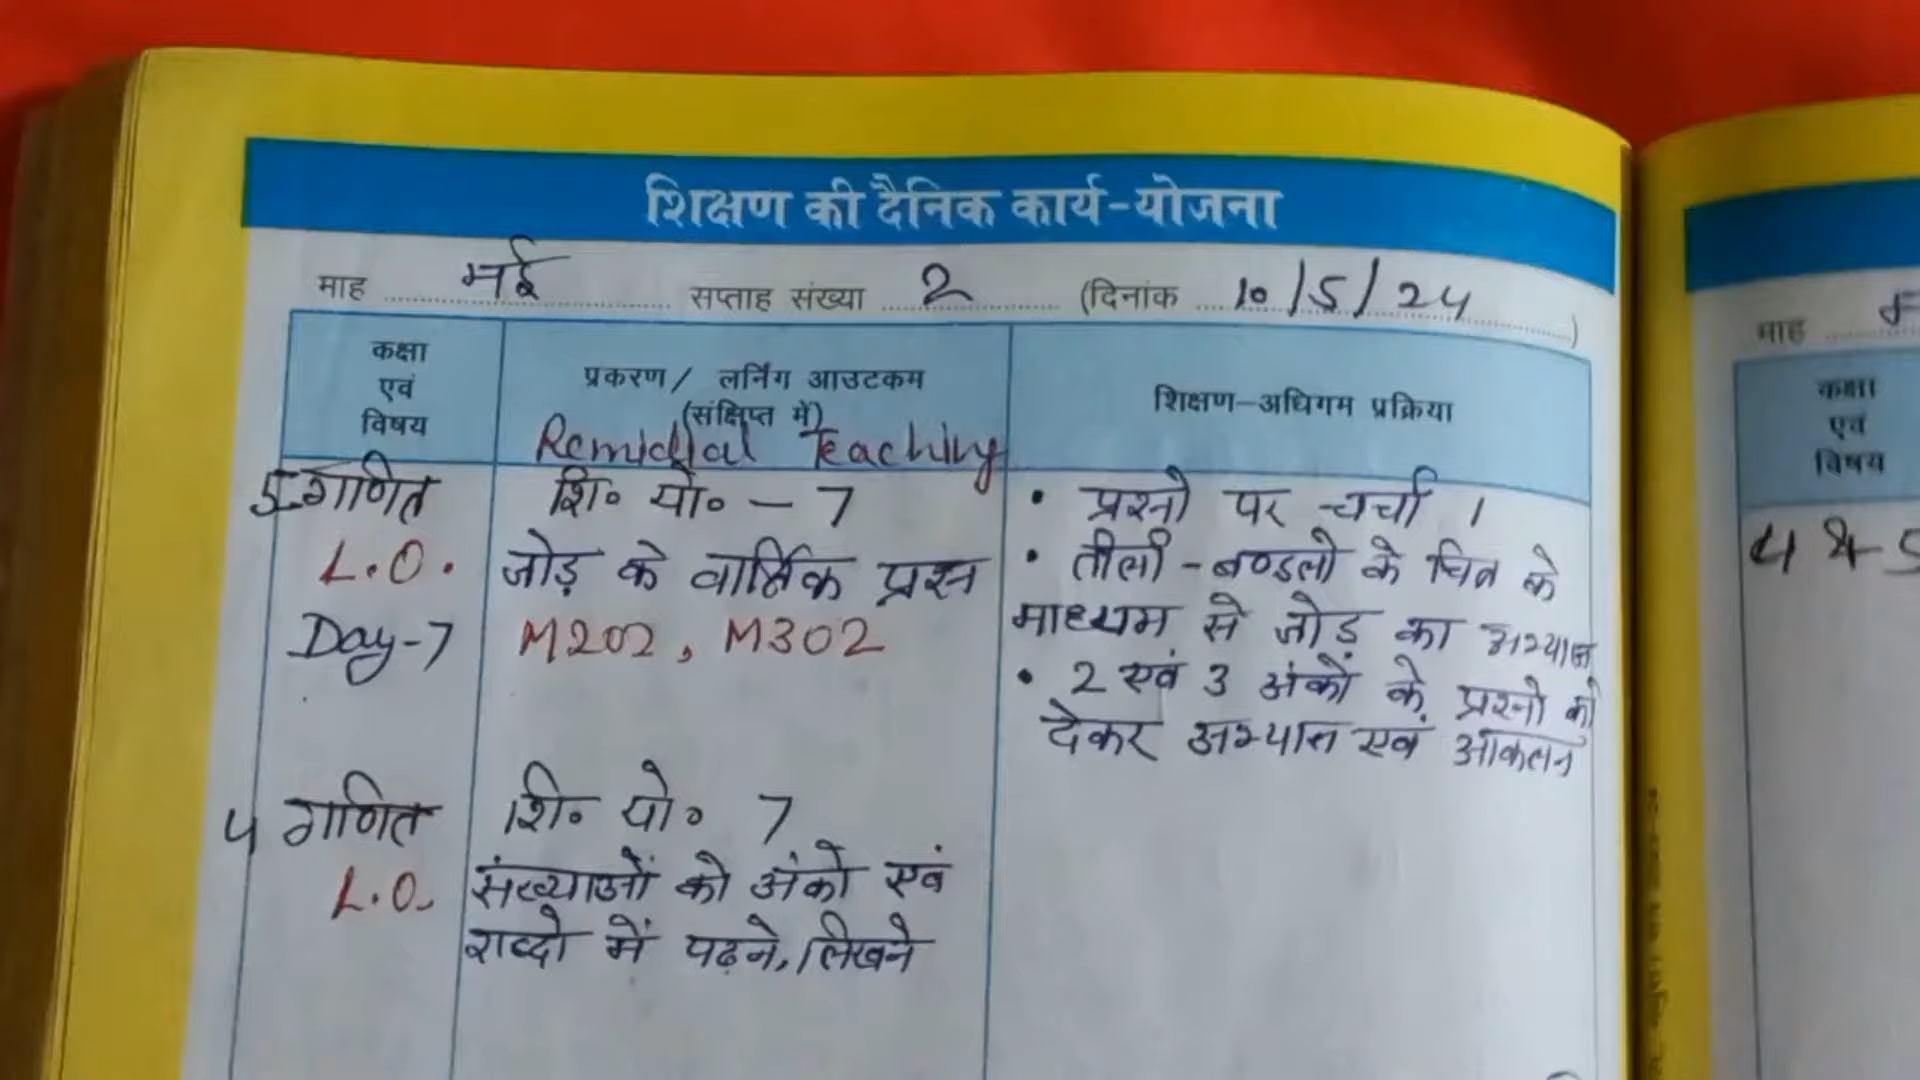 शिक्षण की दैनिक कार्य-योजना
माह मई सप्ताह संख्या 2 (दिनांक 10/5/24)
कक्षा एवं विषय
प्रकरण / लर्निंग आउटकम (संक्षिप्त में)
शिक्षण-अधिगम प्रक्रिया
Remidial Teaching
5 गणित
L.O.
Day-7
शि० यो० - 7
जोड़ के वार्तिक प्रश्न
M202, M302
• प्रश्नो पर चर्चा ।
• तीली - बण्डलो के चित्र के
माध्यम से जोड़ का अभ्यास
• 2 एवं 3 अंकों के प्रश्नो को
देकर अभ्यास एवं आकलन
4 गणित
L.O.
शि० यो० 7
संख्याओं को अंको एवं
शब्दो में पढ़ने, लिखने
माह
कक्षा
एवं
विषय
4 & 5